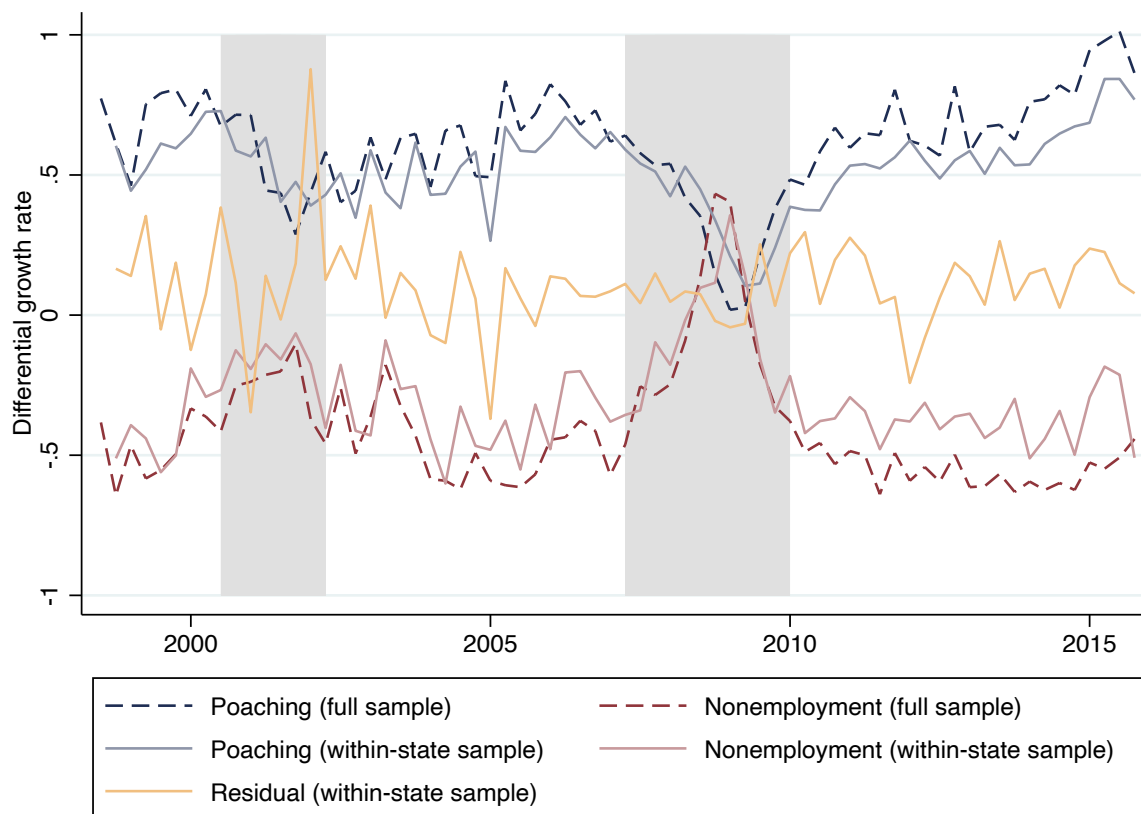 Differential growth rate
1
.5
0
-.5
-1
2000
2005
2010
2015
Poaching (full sample)
Nonemployment (full sample)
Poaching (within-state sample)
Nonemployment (within-state sample)
Residual (within-state sample)